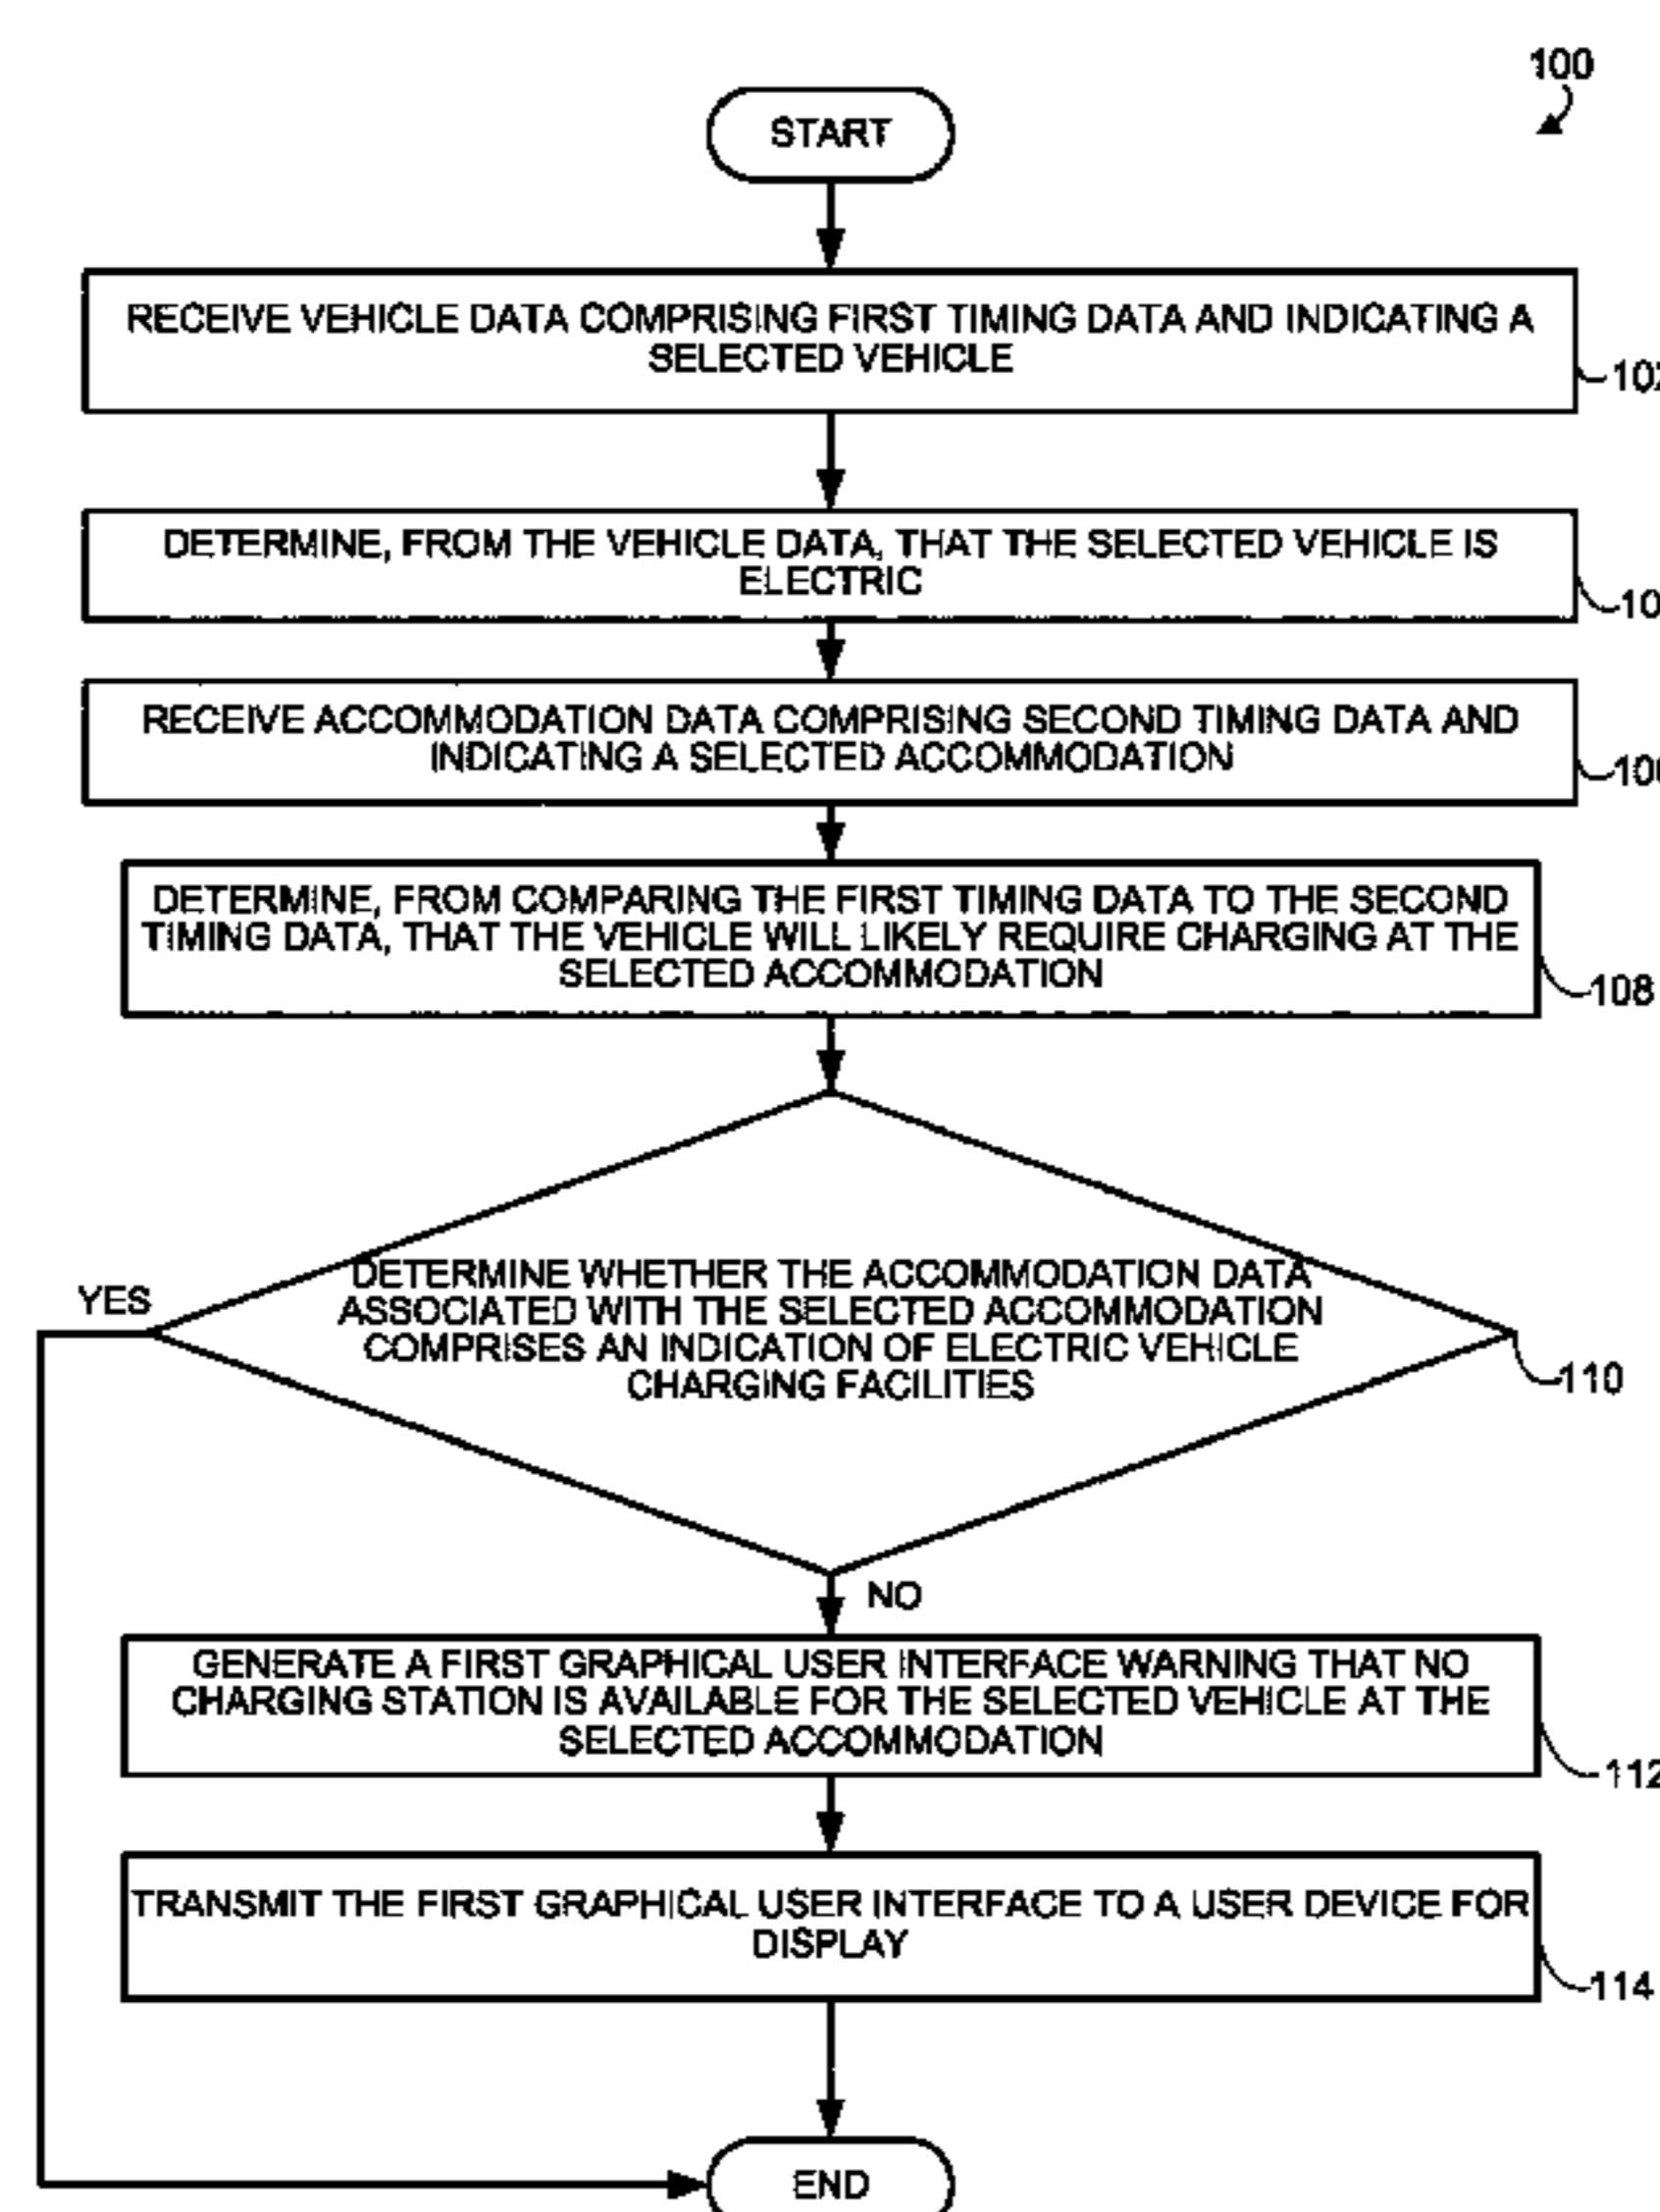 100
START
RECEIVE VEHICLE DATA COMPRISING FIRST TIMING DATA AND INDICATING A
SELECTED VEHICLE
DETERMINE, FROM THE VEHICLE DATA, THAT THE SELECTED VEHICLE IS
ELECTRIC
RECEIVE ACCOMMODATION DATA COMPRISING SECOND TIMING DATA AND
INDICATING A SELECTED ACCOMMODATION
DETERMINE, FROM COMPARING THE FIRST TIMING DATA TO THE SECOND
TIMING DATA, THAT THE VEHICLE WILL LIKELY REQUIRE CHARGING AT THE
SELECTED ACCOMMODATION
108
YES
DETERMINE WHETHER THE ACCOMMODATION DATA
ASSOCIATED WITH THE SELECTED ACCOMMODATION
COMPRISES AN INDICATION OF ELECTRIC VEHICLE
CHARGING FACILITIES
110
NO
GENERATE A FIRST GRAPHICAL USER INTERFACE WARNING THAT NO
CHARGING STATION IS AVAILABLE FOR THE SELECTED VEHICLE AT THE
SELECTED ACCOMMODATION
112
TRANSMIT THE FIRST GRAPHICAL USER INTERFACE TO A USER DEVICE FOR
DISPLAY
114
END